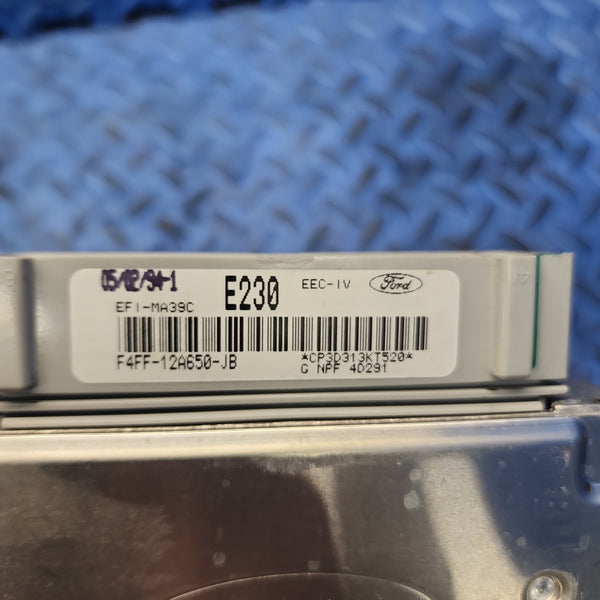 05/02/94-1
E230
EEC-IV
Ford
EFI-MA39C
F4FF-12A650-JB
*CP3D313KT520*
G NPF 4D291